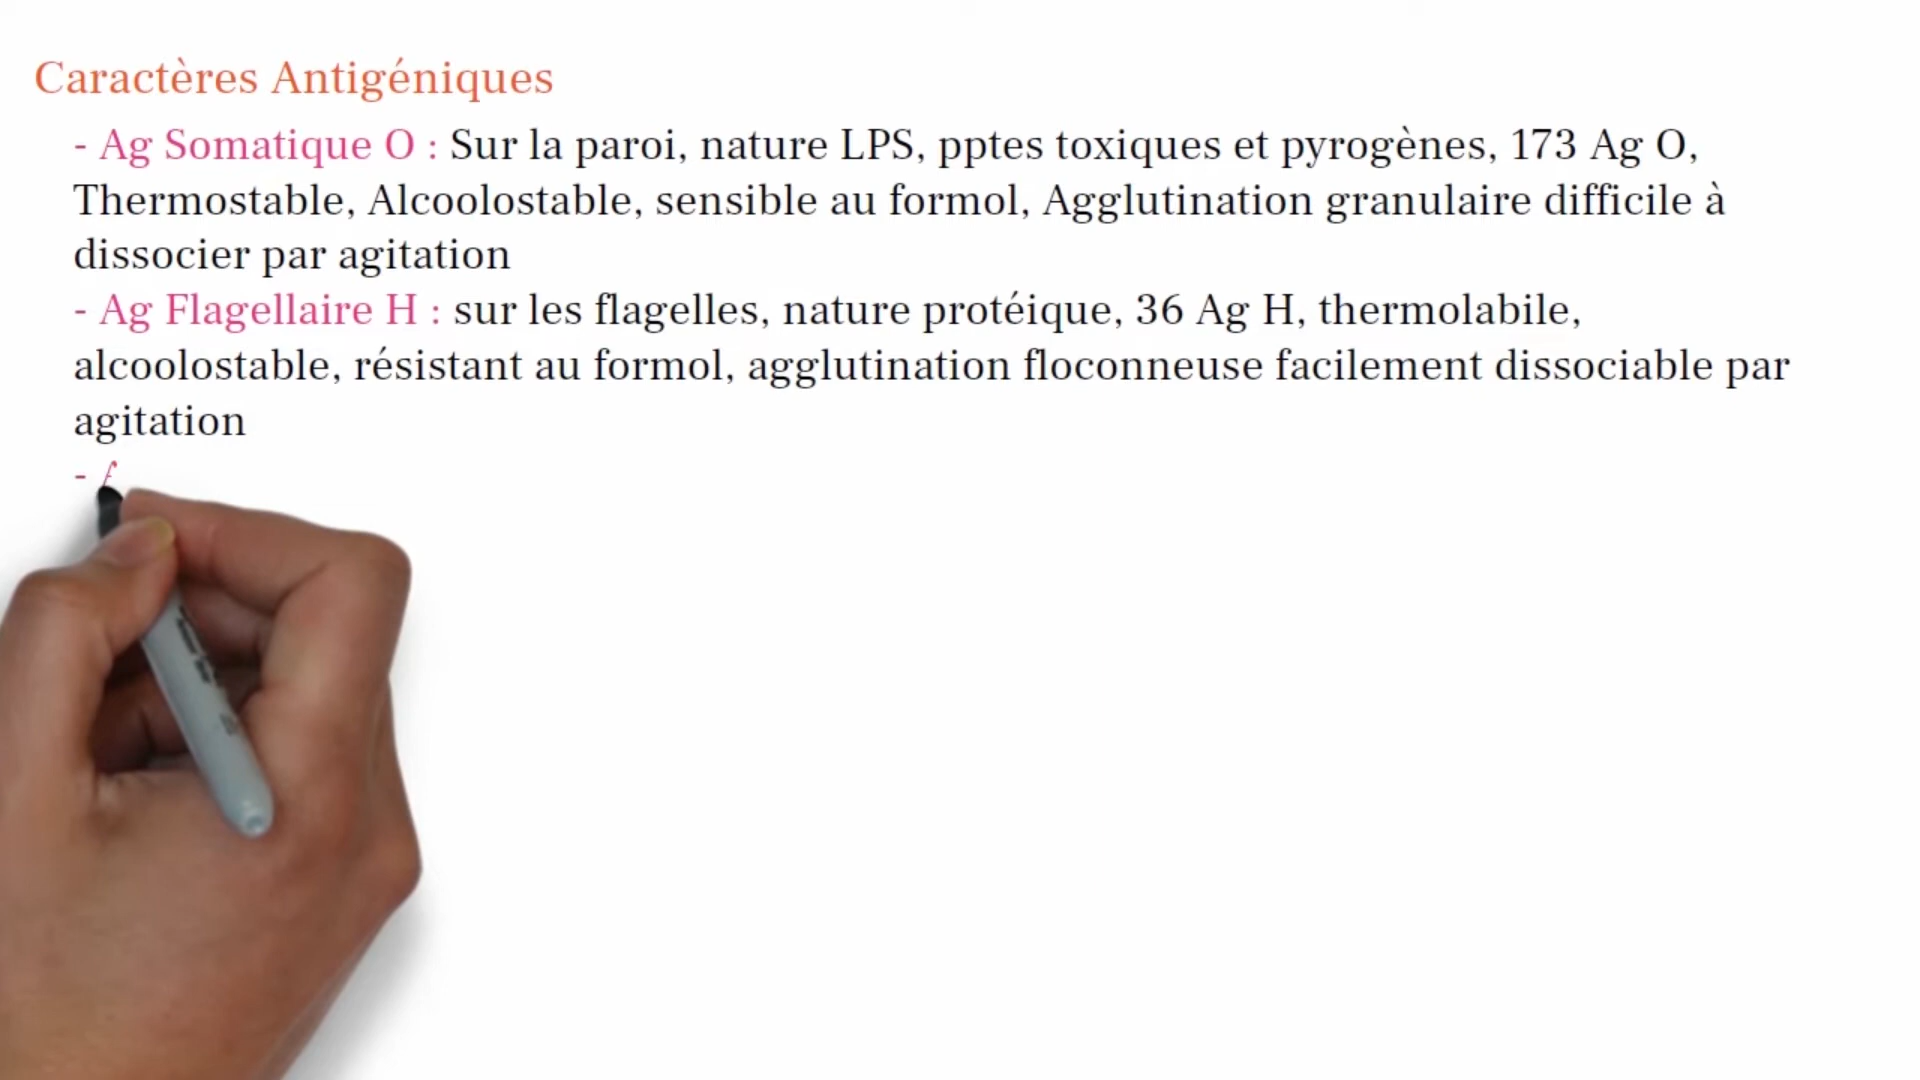 Caractères Antigéniques
- Ag Somatique O : Sur la paroi, nature LPS, pptes toxiques et pyrogènes, 173 Ag O,
Thermostable, Alcoolostable, sensible au formol, Agglutination granulaire difficile à
dissocier par agitation
- Ag Flagellaire H : sur les flagelles, nature protéique, 36 Ag H, thermolabile,
alcoolostable, résistant au formol, agglutination floconneuse facilement dissociable par
agitation
-